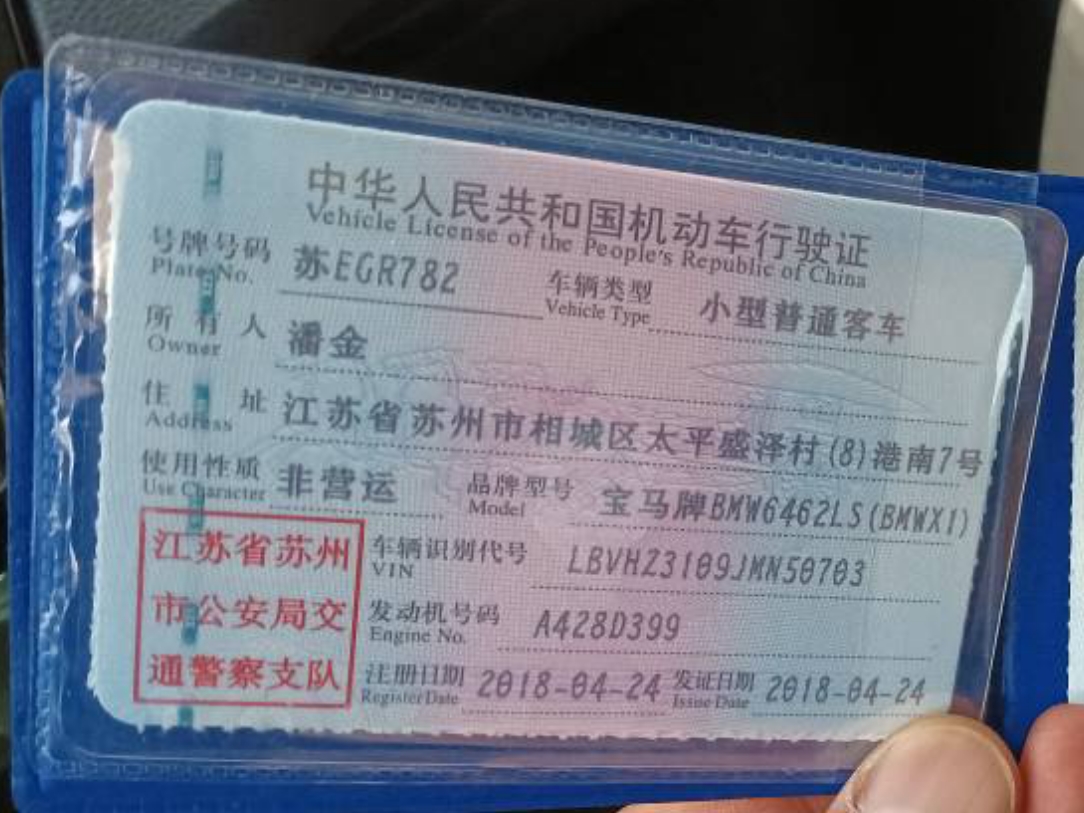 中华人民共和国机动车行驶证
Vehicle License of the People's Republic of China
号牌号码 苏EGR782 车辆类型 小型普通客车
Plate No. Vehicle Type
所有人 潘金
Owner
住址 江苏省苏州市相城区太平盛泽村(8)港南7号
Address
使用性质 非营运 品牌型号 宝马牌BMW6462LS(BMWX1)
Use Character Model
江苏省苏州 车辆识别代号 LBVHZ3109JMN50703
VIN
市公安局交 发动机号码 A428D399
Engine No.
通警察支队 注册日期 2018-04-24 发证日期 2018-04-24
Register Date Issue Date